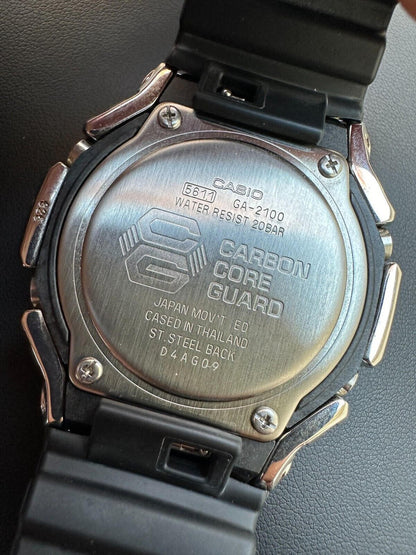 CASIO
5611 GA-2100
WATER RESIST 20BAR
CG
CARBON
CORE
GUARD
JAPAN MOV'T ED
CASED IN THAILAND
ST. STEEL BACK
D4AG09